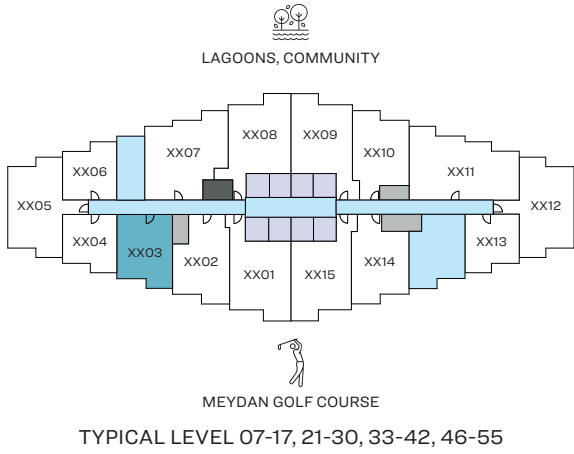 LAGOONS, COMMUNITY
XX08 XX09
XX07 XX10
XX06 XX11
XX05 XX12
XX04 XX03 XX02 XX14 XX13
XX01 XX15
MEYDAN GOLF COURSE
TYPICAL LEVEL 07-17, 21-30, 33-42, 46-55